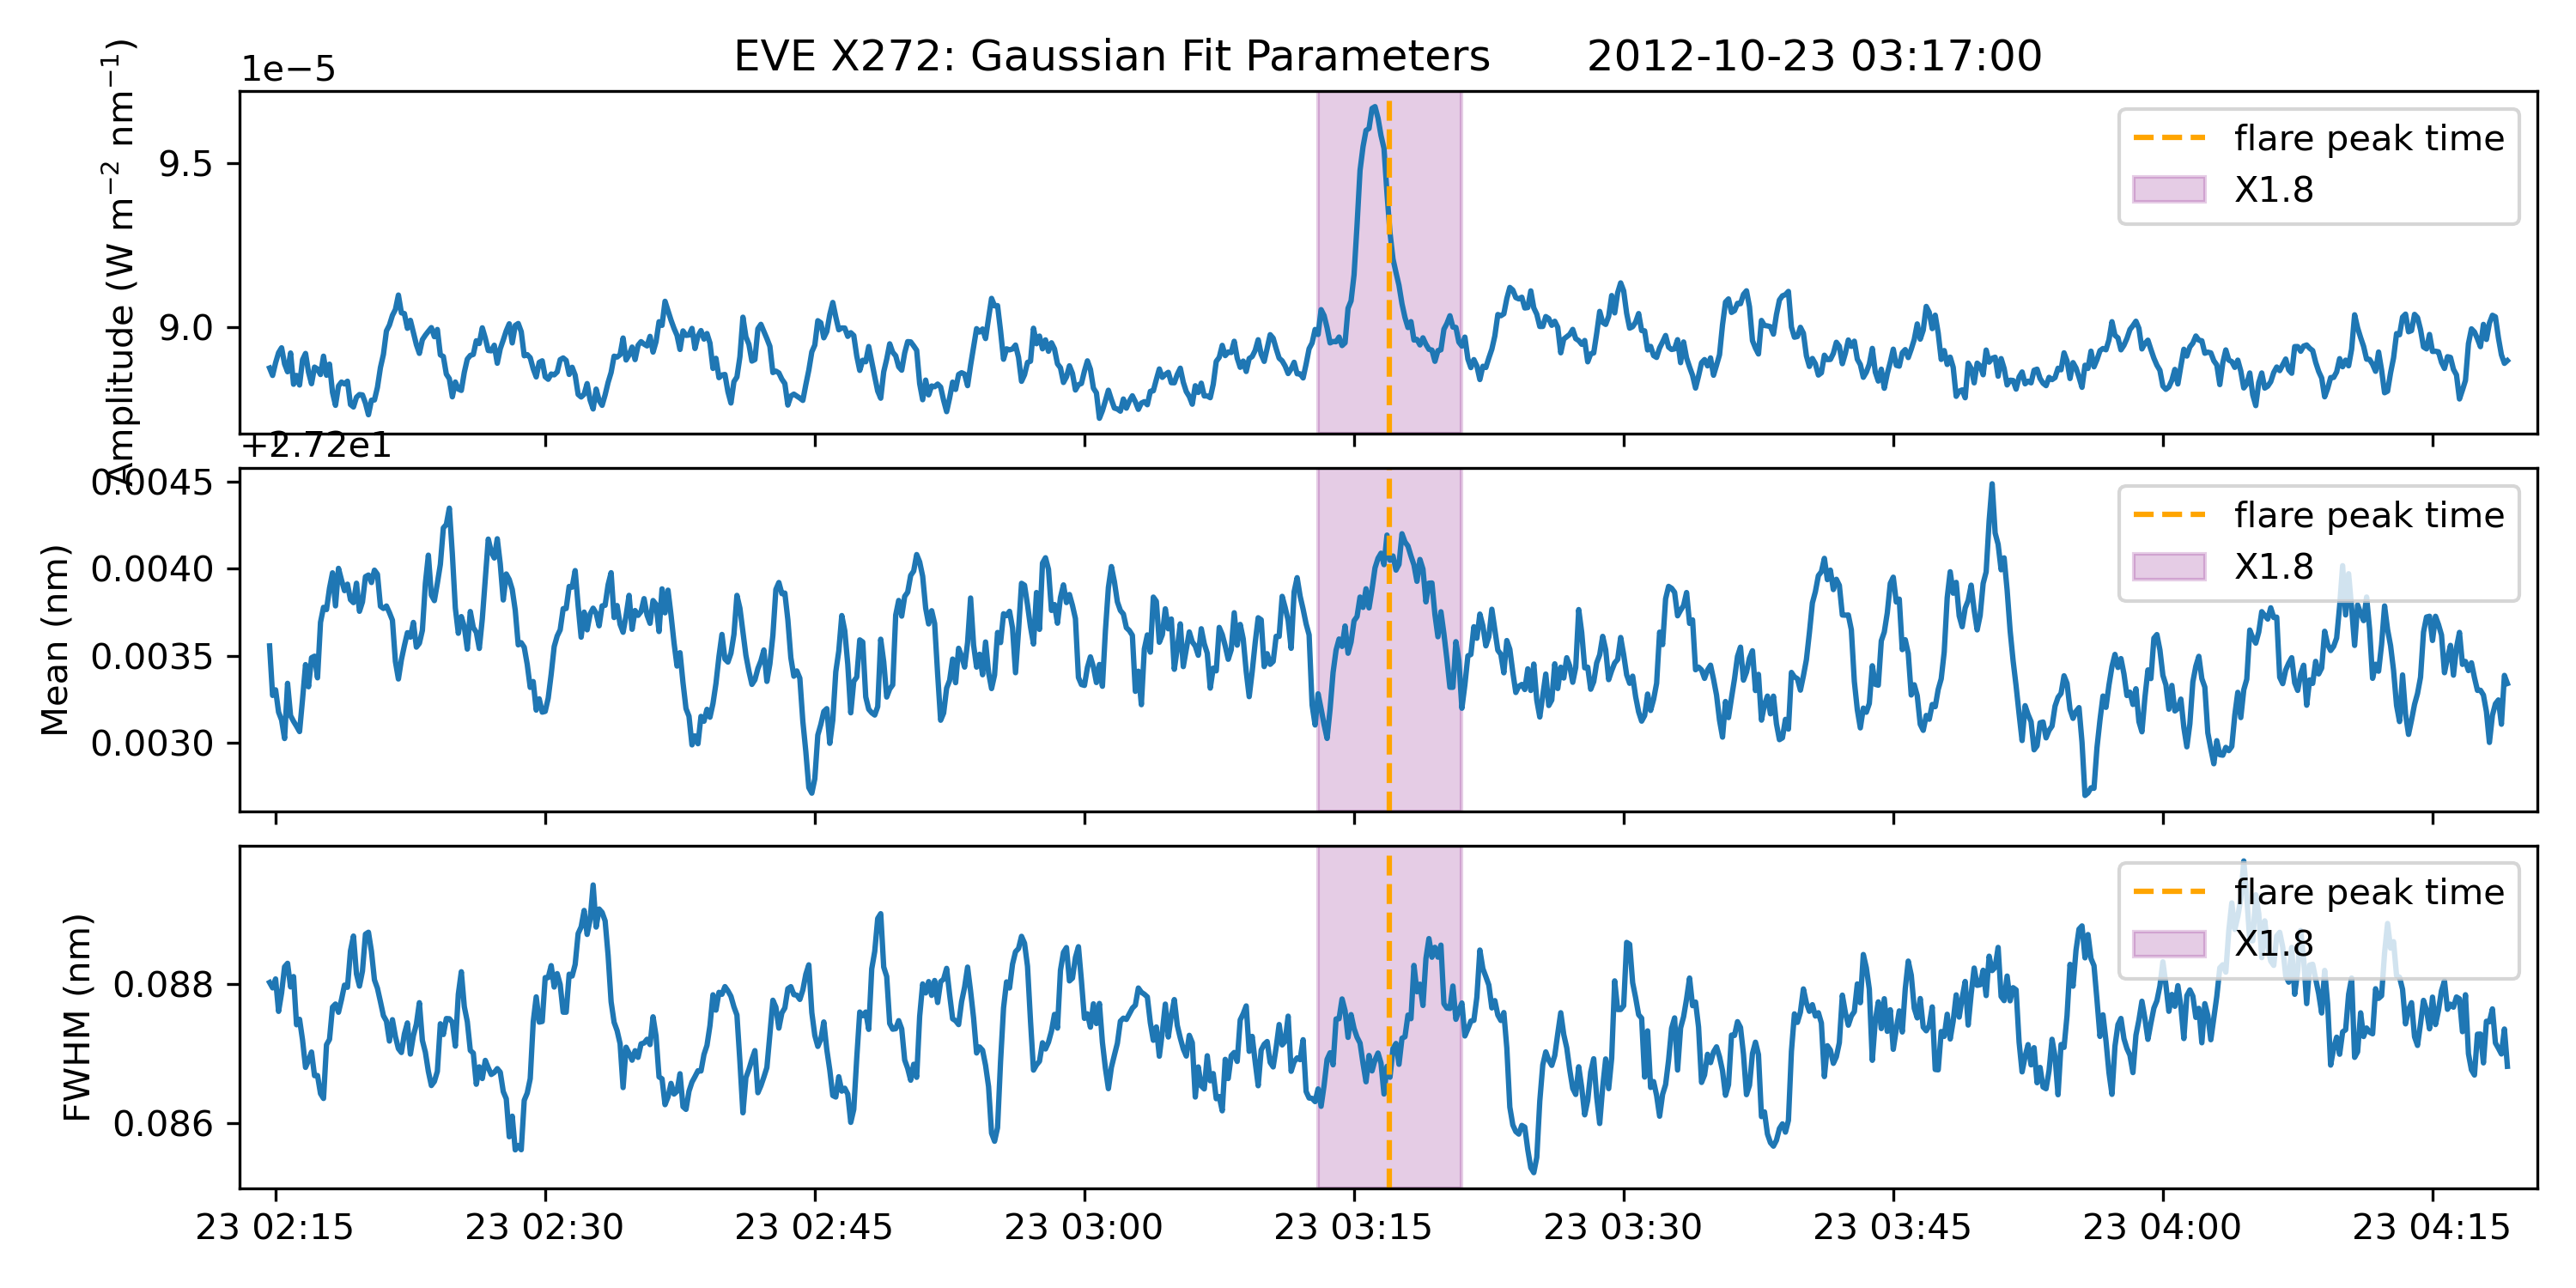 EVE X272: Gaussian Fit Parameters 2012-10-23 03:17:00
1e−5
Amplitude (W m⁻² nm⁻¹)
9.5
9.0
flare peak time
X1.8
+2.72e1
Mean (nm)
0.0045
0.0040
0.0035
0.0030
flare peak time
X1.8
FWHM (nm)
0.088
0.086
flare peak time
X1.8
23 02:15 23 02:30 23 02:45 23 03:00 23 03:15 23 03:30 23 03:45 23 04:00 23 04:15